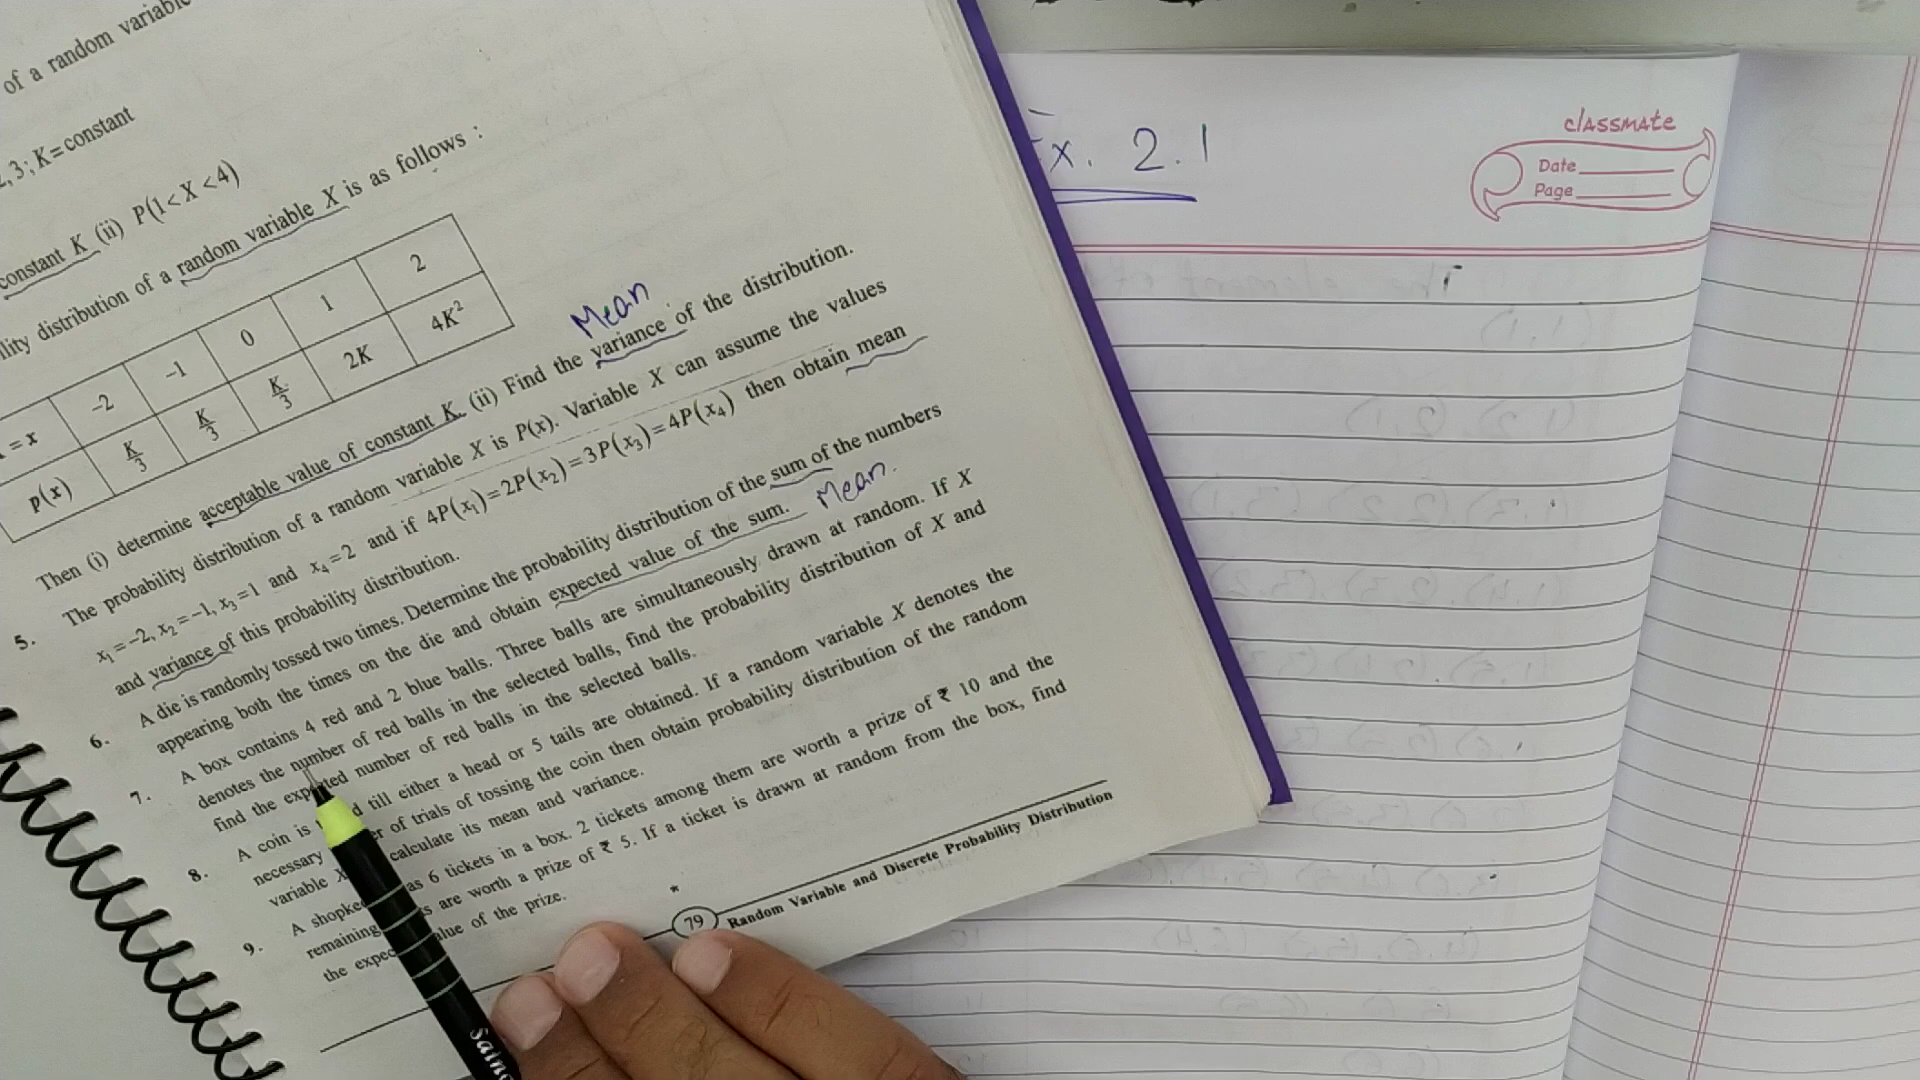 of a random variable
3; K=constant
constant K (ii) P(1<X<4)
distribution of a random variable X is as follows :
= x -2 -1 0 1 2
p(x) K/3 K/3 K/3 2K 4K²
Mean
Then (i) determine acceptable value of constant K. (ii) Find the variance of the distribution.
5. The probability distribution of a random variable X is P(x). Variable X can assume the values
x₁=-2, x₂=-1, x₃=1 and x₄=2 and if 4P(x₁)=2P(x₂)=3P(x₃)=4P(x₄) then obtain mean
and variance of this probability distribution.
6. A die is randomly tossed two times. Determine the probability distribution of the sum of the numbers
appearing both the times on the die and obtain expected value of the sum. Mean.
7. A box contains 4 red and 2 blue balls. Three balls are simultaneously drawn at random. If X
denotes the number of red balls in the selected balls, find the probability distribution of X and
find the expected number of red balls in the selected balls.
8. A coin is till either a head or 5 tails are obtained. If a random variable X denotes the
necessary of trials of tossing the coin then obtain probability distribution of the random
variable X calculate its mean and variance.
9. A 6 tickets in a box. 2 tickets among them are worth a prize of ₹ 10 and the
remaining are worth a prize of ₹ 5. If a ticket is drawn at random from the box, find
the of the prize.
*
79 Random Variable and Discrete Probability Distribution
x. 2.1
classmate
Date
Page